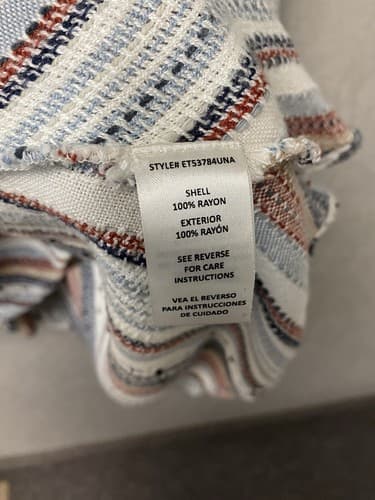 STYLE# ET53784UNA
SHELL
100% RAYON
EXTERIOR
100% RAYÓN
SEE REVERSE
FOR CARE
INSTRUCTIONS
VEA EL REVERSO
PARA INSTRUCCIONES
DE CUIDADO